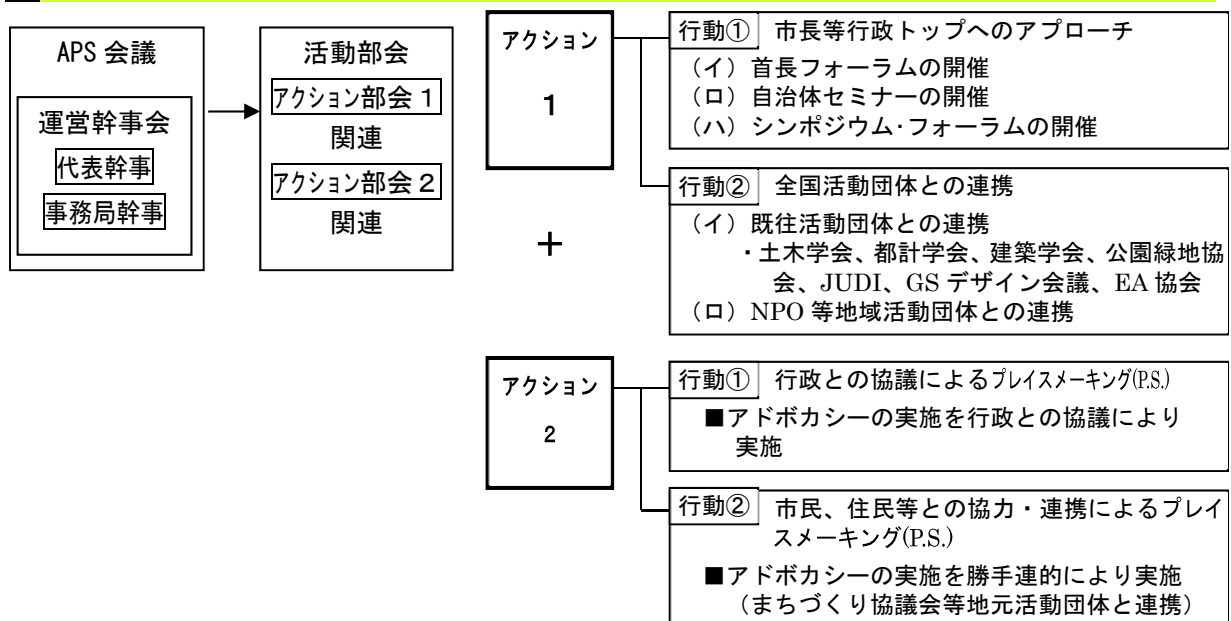 APS 会議
運営幹事会
代表幹事
事務局幹事
活動部会
アクション部会 1
関連
アクション部会 2
関連
アクション
1
行動① 市長等行政トップへのアプローチ
（イ）首長フォーラムの開催
（ロ）自治体セミナーの開催
（ハ）シンポジウム･フォーラムの開催
行動② 全国活動団体との連携
（イ）既往活動団体との連携
・土木学会、都計学会、建築学会、公園緑地協
会、JUDI、GS デザイン会議、EA 協会
（ロ）NPO 等地域活動団体との連携
＋
アクション
2
行動① 行政との協議によるプレイスメーキング(P.S.)
■アドボカシーの実施を行政との協議により
実施
行動② 市民、住民等との協力・連携によるプレイ
スメーキング(P.S.)
■アドボカシーの実施を勝手連的により実施
（まちづくり協議会等地元活動団体と連携）